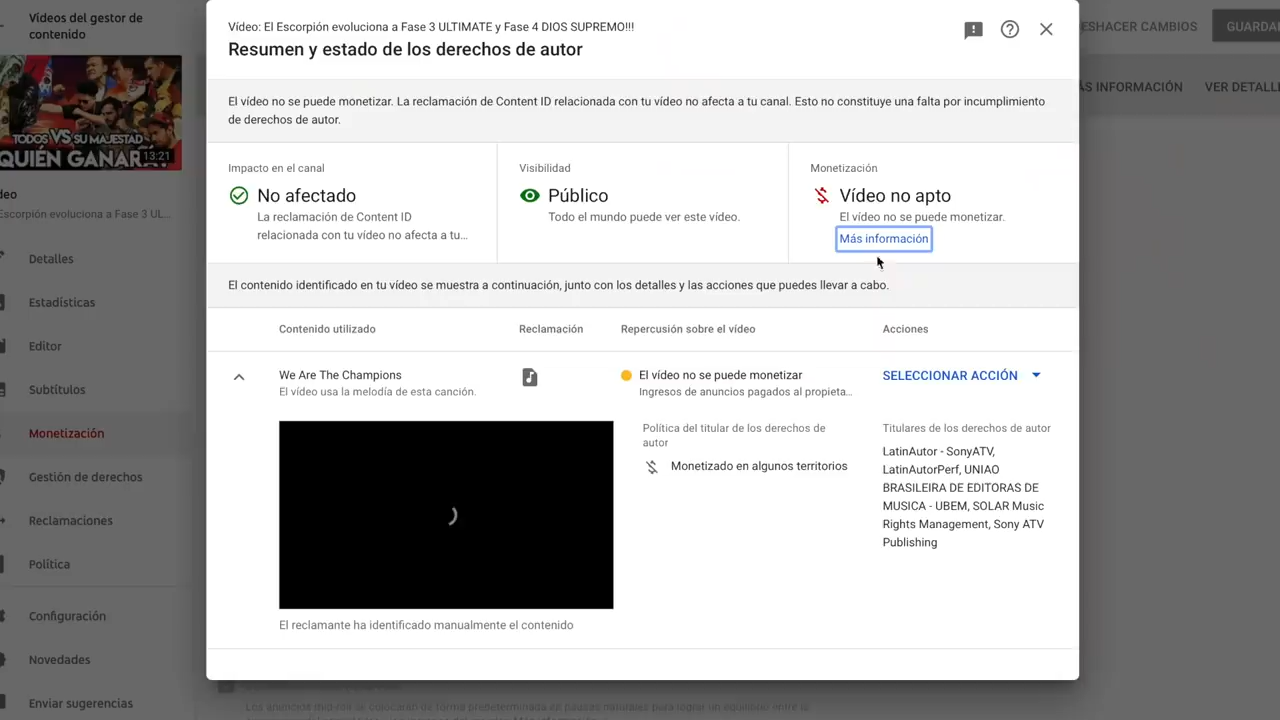 Vídeos del gestor de
contenido
TODOS VS SU MAJESTAD
QUIÉN GANAR
13:21
deo
Escorpión evoluciona a Fase 3 UL...
Detalles
Estadísticas
Editor
Subtítulos
Monetización
Gestión de derechos
Reclamaciones
Política
Configuración
Novedades
Enviar sugerencias
Vídeo: El Escorpión evoluciona a Fase 3 ULTIMATE y Fase 4 DIOS SUPREMO!!!
Resumen y estado de los derechos de autor
ESHACER CAMBIOS
GUARDA
ÁS INFORMACIÓN
VER DETALL
El vídeo no se puede monetizar. La reclamación de Content ID relacionada con tu vídeo no afecta a tu canal. Esto no constituye una falta por incumplimiento
de derechos de autor.
Impacto en el canal
No afectado
La reclamación de Content ID
relacionada con tu vídeo no afecta a tu...
Visibilidad
Público
Todo el mundo puede ver este vídeo.
Monetización
Vídeo no apto
El vídeo no se puede monetizar.
Más información
El contenido identificado en tu vídeo se muestra a continuación, junto con los detalles y las acciones que puedes llevar a cabo.
Contenido utilizado
Reclamación
Repercusión sobre el vídeo
Acciones
We Are The Champions
El vídeo usa la melodía de esta canción.
El vídeo no se puede monetizar
Ingresos de anuncios pagados al propieta...
SELECCIONAR ACCIÓN
Política del titular de los derechos de
autor
Monetizado en algunos territorios
Titulares de los derechos de autor
LatinAutor - SonyATV,
LatinAutorPerf, UNIAO
BRASILEIRA DE EDITORAS DE
MUSICA - UBEM, SOLAR Music
Rights Management, Sony ATV
Publishing
El reclamante ha identificado manualmente el contenido